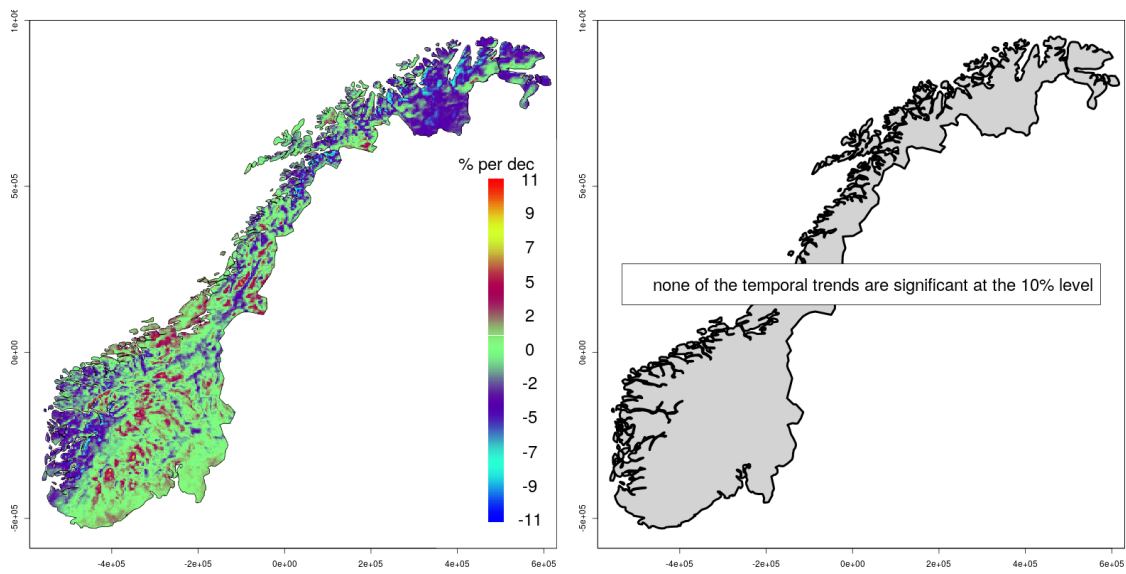 1e+06
5e+05
0e+00
-5e+05
-4e+05 -2e+05 0e+00 2e+05 4e+05 6e+05
% per dec
11
9
7
5
2
0
-2
-5
-7
-9
-11
5e+05
0e+00
-5e+05
-4e+05 -2e+05 0e+00 2e+05 4e+05 6e+05
none of the temporal trends are significant at the 10% level